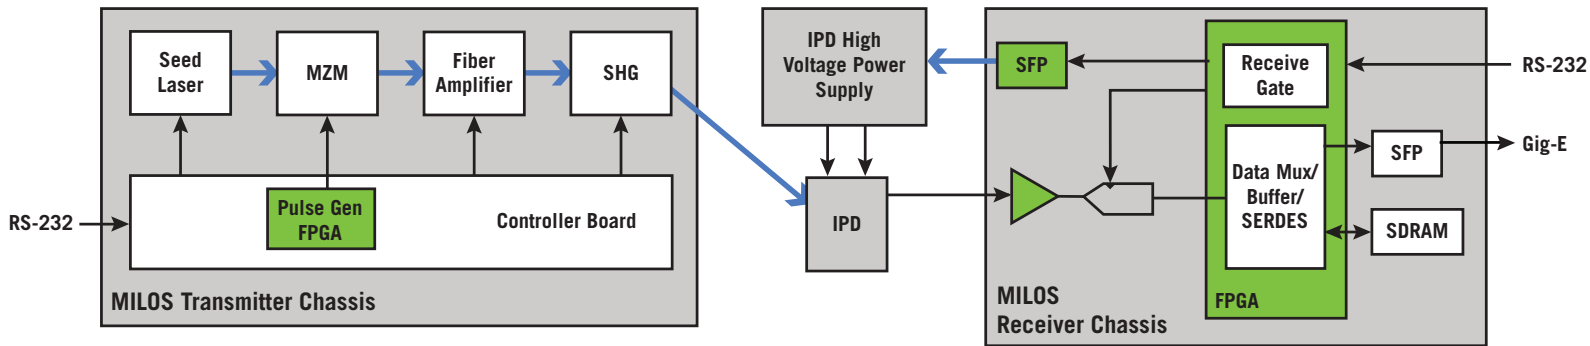 Seed
Laser
MZM
Fiber
Amplifier
SHG
RS-232
Pulse Gen
FPGA
Controller Board
MILOS Transmitter Chassis
IPD High
Voltage Power
Supply
IPD
SFP
Receive
Gate
RS-232
Data Mux/
Buffer/
SERDES
SFP
Gig-E
SDRAM
FPGA
MILOS
Receiver Chassis